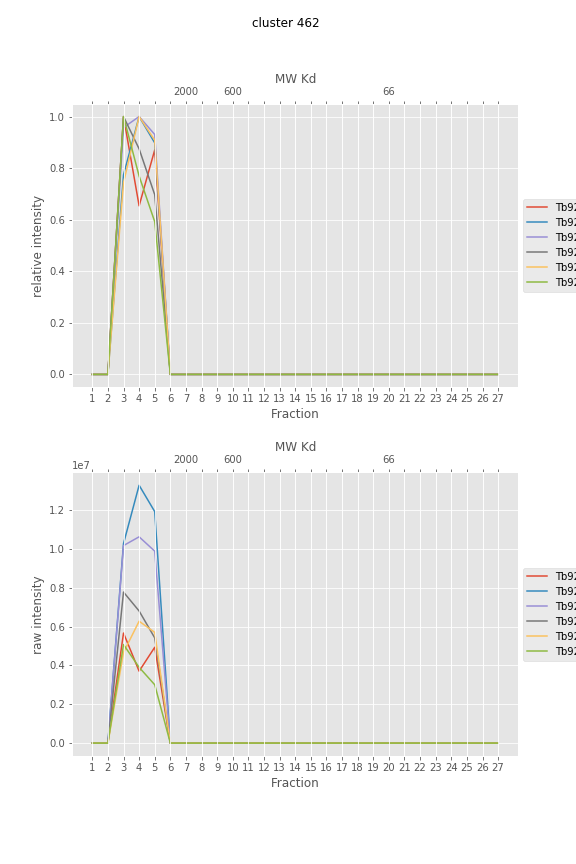 cluster 462
MW Kd
2000 600 66
1.0
0.8
0.6
0.4
0.2
0.0
relative intensity
Tb92
Tb92
Tb92
Tb92
Tb92
Tb92
1 2 3 4 5 6 7 8 9 10 11 12 13 14 15 16 17 18 19 20 21 22 23 24 25 26 27
Fraction
MW Kd
1e7 2000 600 66
1.2
1.0
0.8
0.6
0.4
0.2
0.0
raw intensity
Tb92
Tb92
Tb92
Tb92
Tb92
Tb92
1 2 3 4 5 6 7 8 9 10 11 12 13 14 15 16 17 18 19 20 21 22 23 24 25 26 27
Fraction